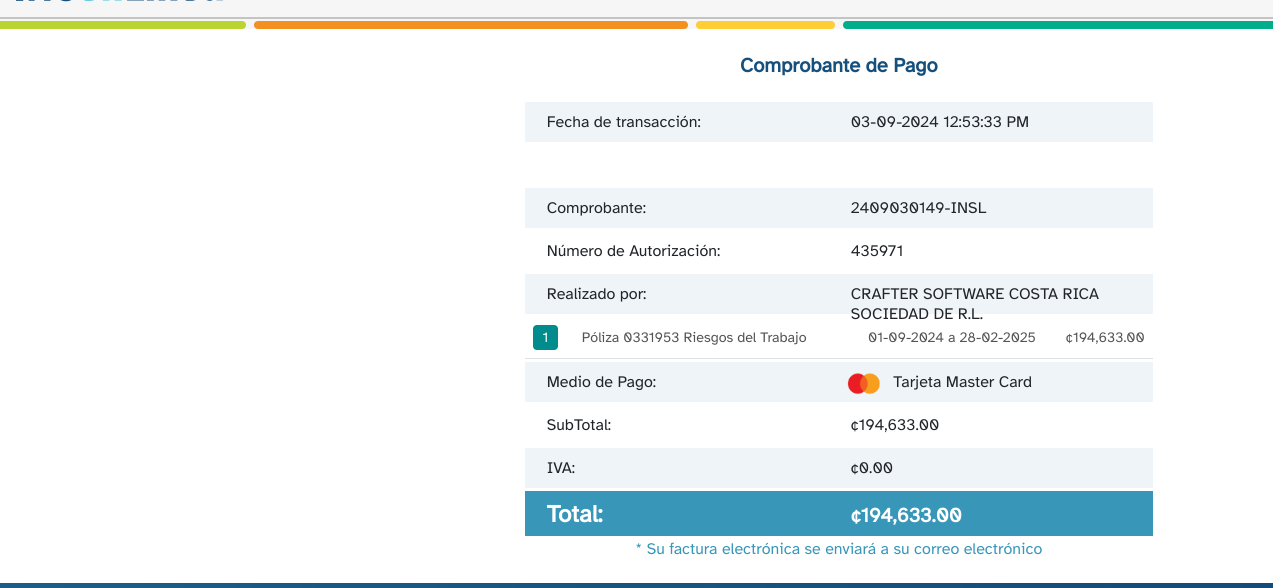 Comprobante de Pago
Fecha de transacción: 03-09-2024 12:53:33 PM
Comprobante: 2409030149-INSL
Número de Autorización: 435971
Realizado por: CRAFTER SOFTWARE COSTA RICA
SOCIEDAD DE R.L.
1 Póliza 0331953 Riesgos del Trabajo 01-09-2024 a 28-02-2025 ¢194,633.00
Medio de Pago: Tarjeta Master Card
SubTotal: ¢194,633.00
IVA: ¢0.00
Total: ¢194,633.00
* Su factura electrónica se enviará a su correo electrónico